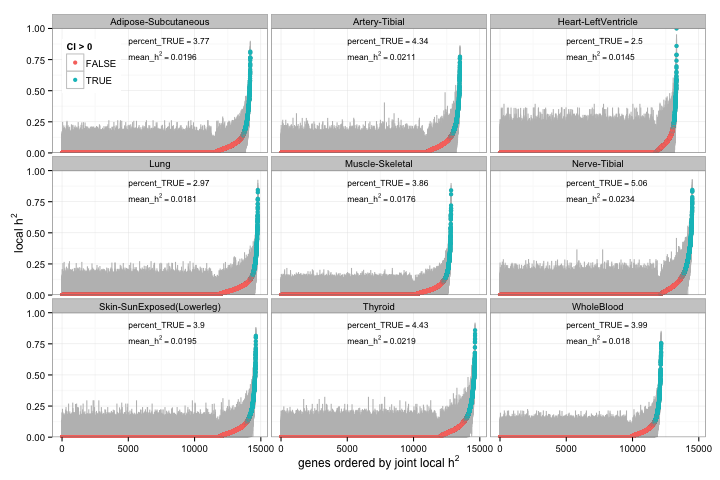 Adipose-Subcutaneous Artery-Tibial Heart-LeftVentricle
1.00
CI > 0
FALSE
TRUE
percent_TRUE = 3.77
mean_h² = 0.0196
percent_TRUE = 4.34
mean_h² = 0.0211
percent_TRUE = 2.5
mean_h² = 0.0145
0.75
0.50
0.25
0.00
Lung Muscle-Skeletal Nerve-Tibial
1.00
percent_TRUE = 2.97
mean_h² = 0.0181
percent_TRUE = 3.86
mean_h² = 0.0176
percent_TRUE = 5.06
mean_h² = 0.0234
0.75
0.50
0.25
0.00
local h²
Skin-SunExposed(Lowerleg) Thyroid WholeBlood
1.00
percent_TRUE = 3.9
mean_h² = 0.0195
percent_TRUE = 4.43
mean_h² = 0.0219
percent_TRUE = 3.99
mean_h² = 0.018
0.75
0.50
0.25
0.00
0 5000 10000 15000 0 5000 10000 15000 0 5000 10000 15000
genes ordered by joint local h²